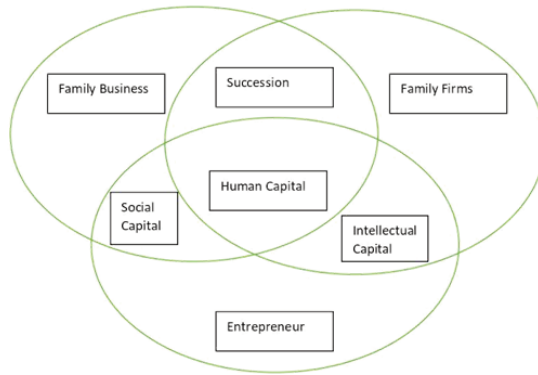 Family Business
Succession
Family Firms
Human Capital
Social
Capital
Intellectual
Capital
Entrepreneur